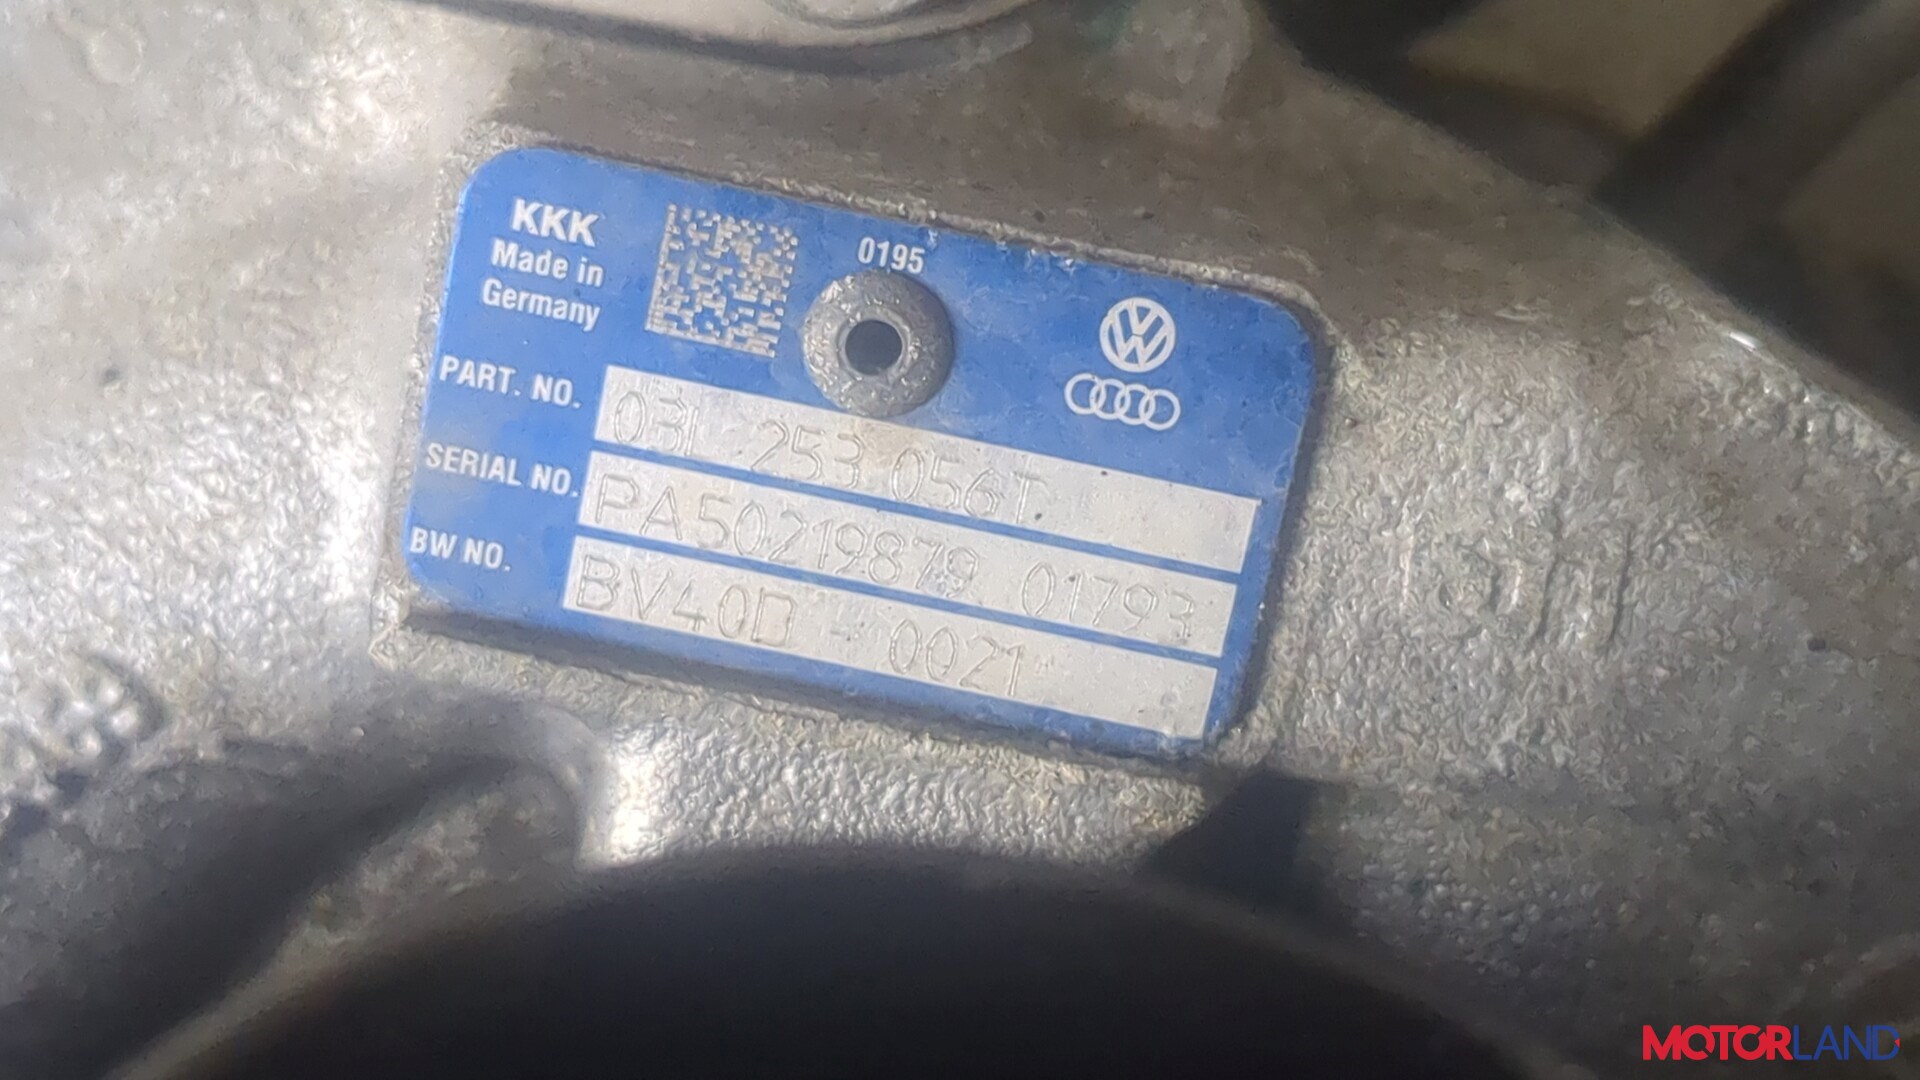 KKK
Made in
Germany
0195
PART. NO. 03L 253 056T
SERIAL NO. PA50219879 01793
BW NO. BV40D - 0021
MOTORLAND